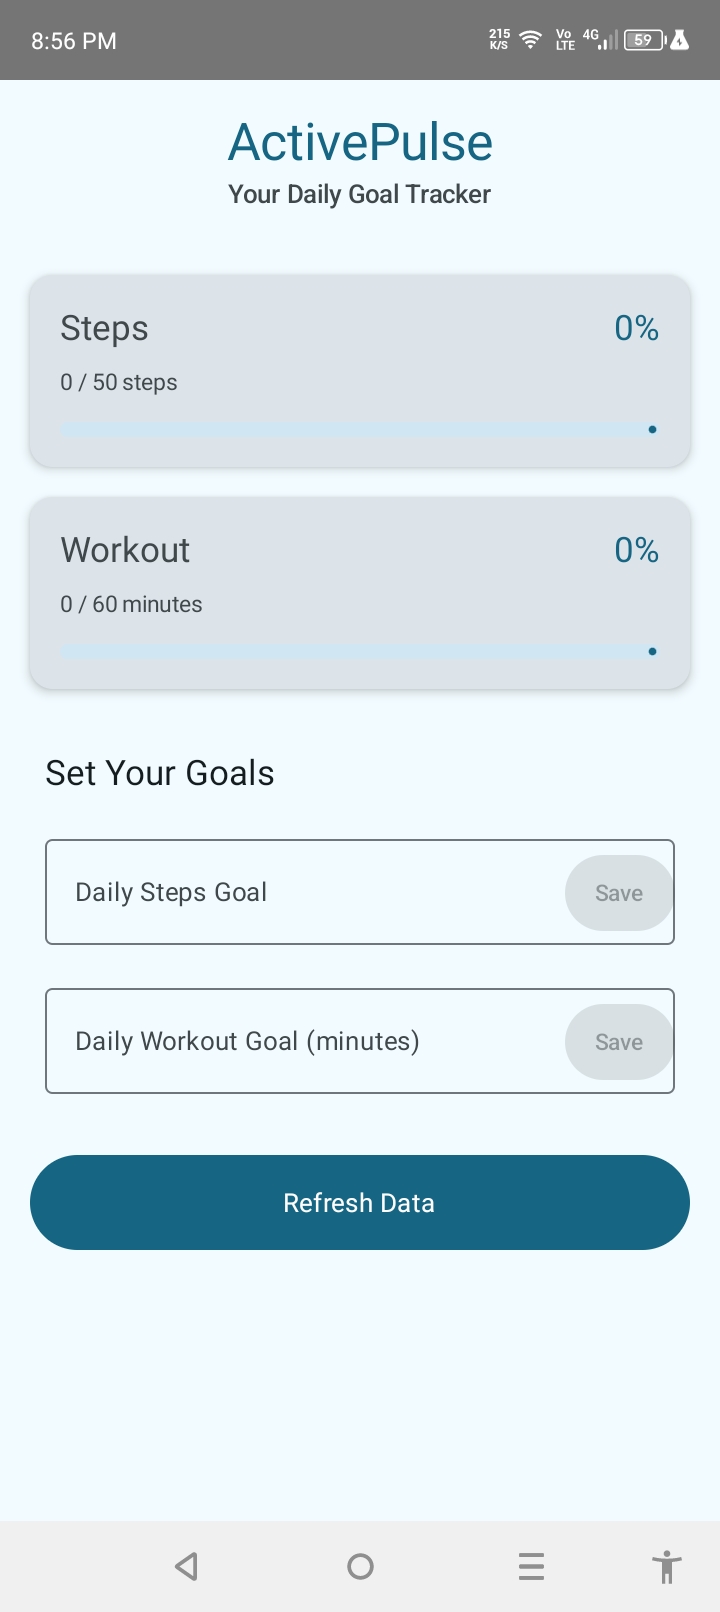 8:56 PM
215 K/S Vo LTE 4G 59
ActivePulse
Your Daily Goal Tracker
Steps 0%
0 / 50 steps
Workout 0%
0 / 60 minutes
Set Your Goals
Daily Steps Goal Save
Daily Workout Goal (minutes) Save
Refresh Data